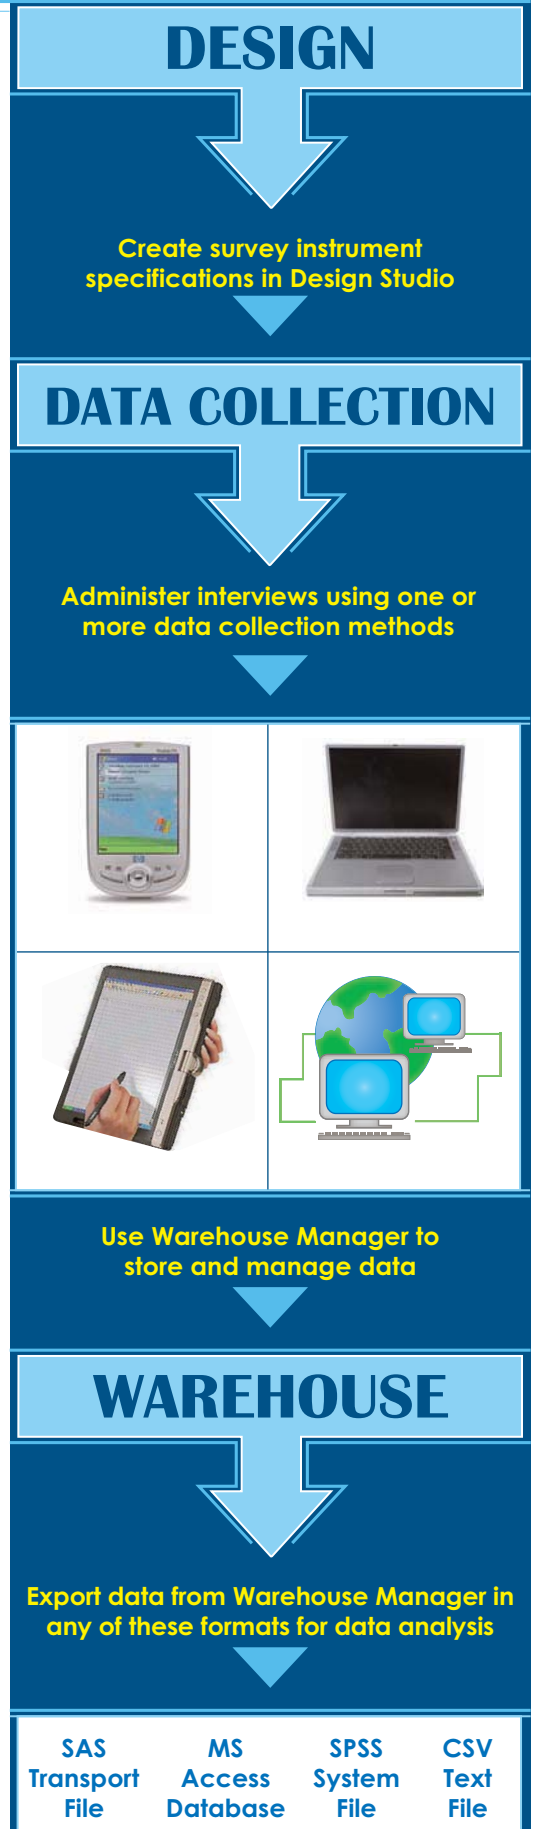 DESIGN
Create survey instrument
specifications in Design Studio
DATA COLLECTION
Administer interviews using one or
more data collection methods
Use Warehouse Manager to
store and manage data
WAREHOUSE
Export data from Warehouse Manager in
any of these formats for data analysis
SAS
Transport
File
MS
Access
Database
SPSS
System
File
CSV
Text
File